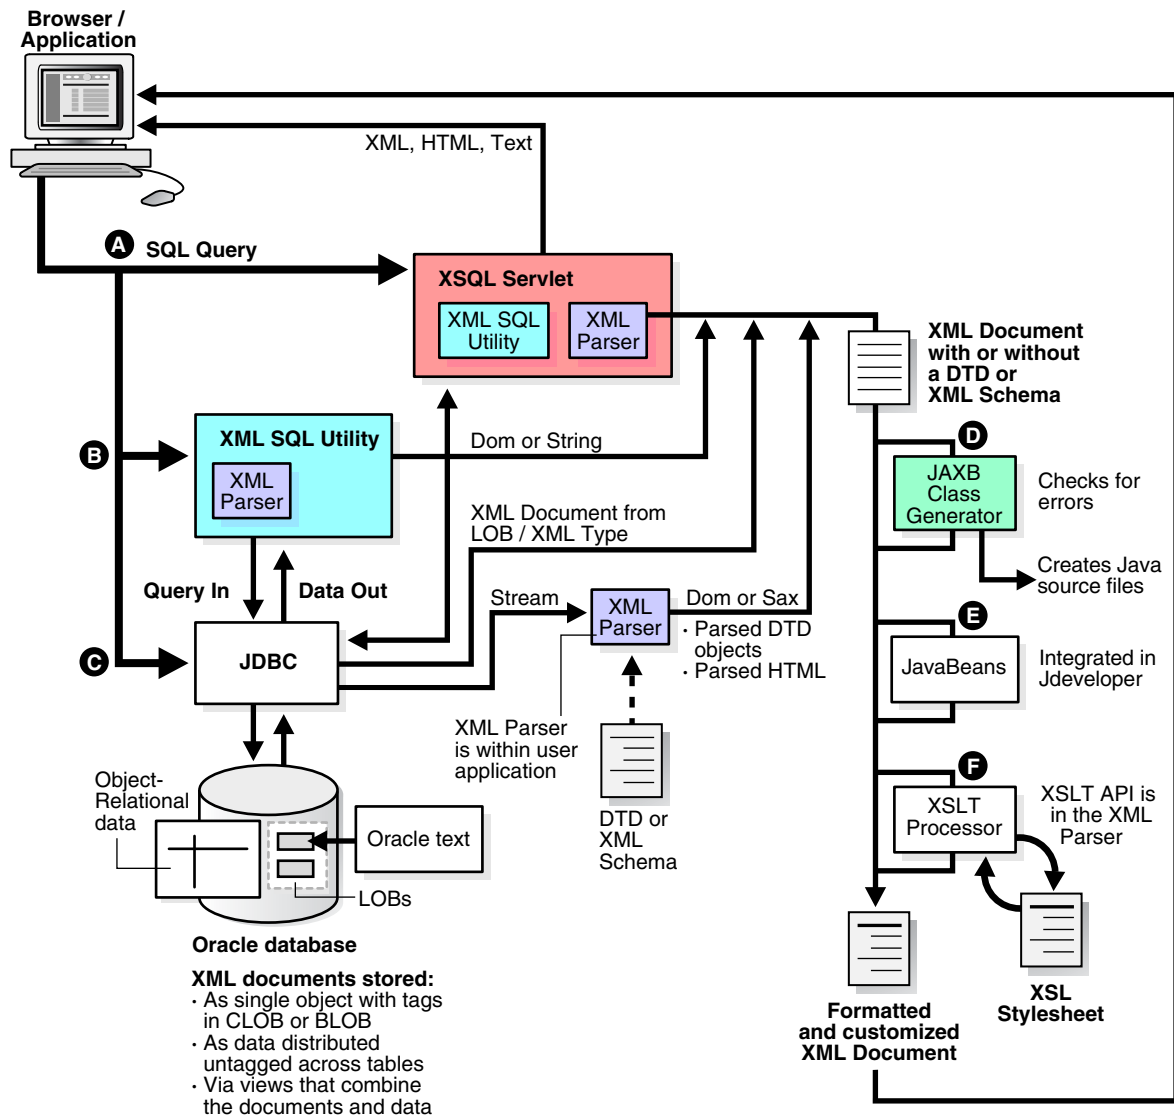 Browser /
Application
XML, HTML, Text
A
SQL Query
XSQL Servlet
XML SQL
Utility
XML
Parser
XML Document
with or without
a DTD or
XML Schema
B
XML SQL Utility
XML
Parser
Dom or String
D
JAXB
Class
Generator
Checks for
errors
XML Document from
LOB / XML Type
Creates Java
source files
Query In
Data Out
Stream
XML
Parser
Dom or Sax
· Parsed DTD
objects
· Parsed HTML
C
JDBC
E
JavaBeans
Integrated in
Jdeveloper
XML Parser
is within user
application
DTD or
XML
Schema
F
XSLT
Processor
XSLT API is
in the XML
Parser
Object-
Relational
data
Oracle text
LOBs
Oracle database
XML documents stored:
· As single object with tags
in CLOB or BLOB
· As data distributed
untagged across tables
· Via views that combine
the documents and data
Formatted
and customized
XML Document
XSL
Stylesheet